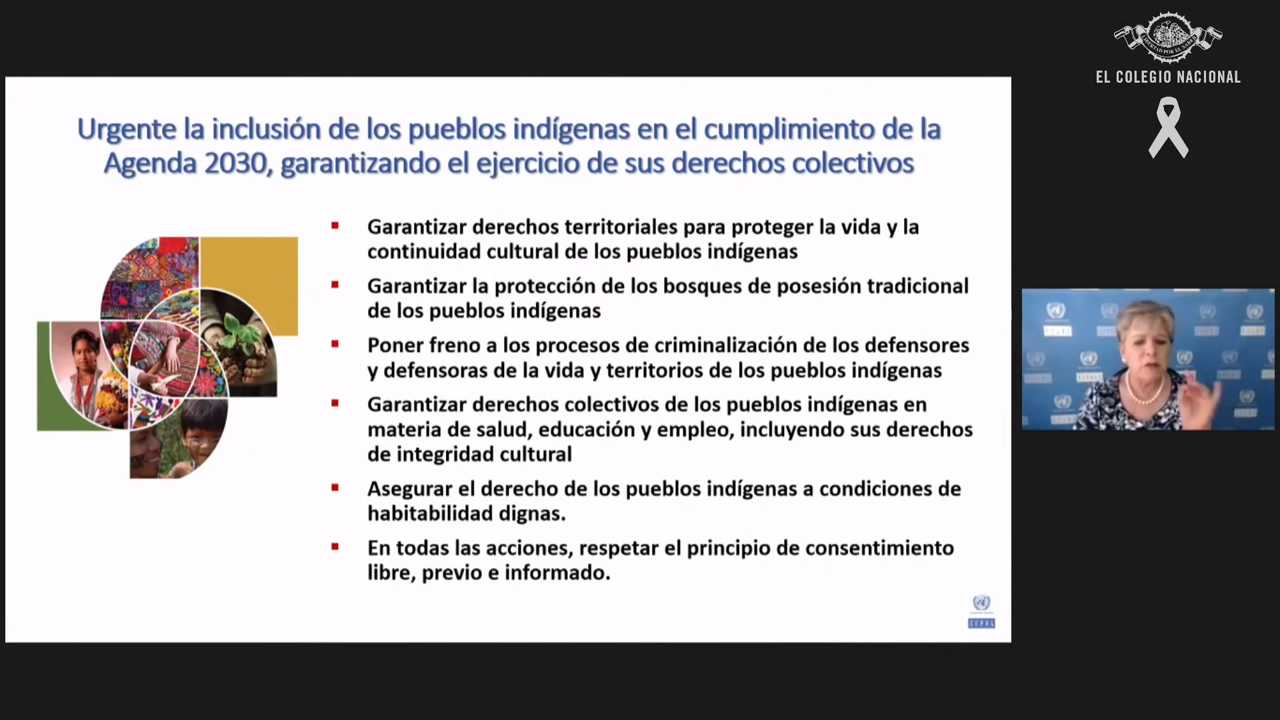 EL COLEGIO NACIONAL
Urgente la inclusión de los pueblos indígenas en el cumplimiento de la
Agenda 2030, garantizando el ejercicio de sus derechos colectivos
Garantizar derechos territoriales para proteger la vida y la
continuidad cultural de los pueblos indígenas
Garantizar la protección de los bosques de posesión tradicional
de los pueblos indígenas
Poner freno a los procesos de criminalización de los defensores
y defensoras de la vida y territorios de los pueblos indígenas
Garantizar derechos colectivos de los pueblos indígenas en
materia de salud, educación y empleo, incluyendo sus derechos
de integridad cultural
Asegurar el derecho de los pueblos indígenas a condiciones de
habitabilidad dignas.
En todas las acciones, respetar el principio de consentimiento
libre, previo e informado.
CEPAL